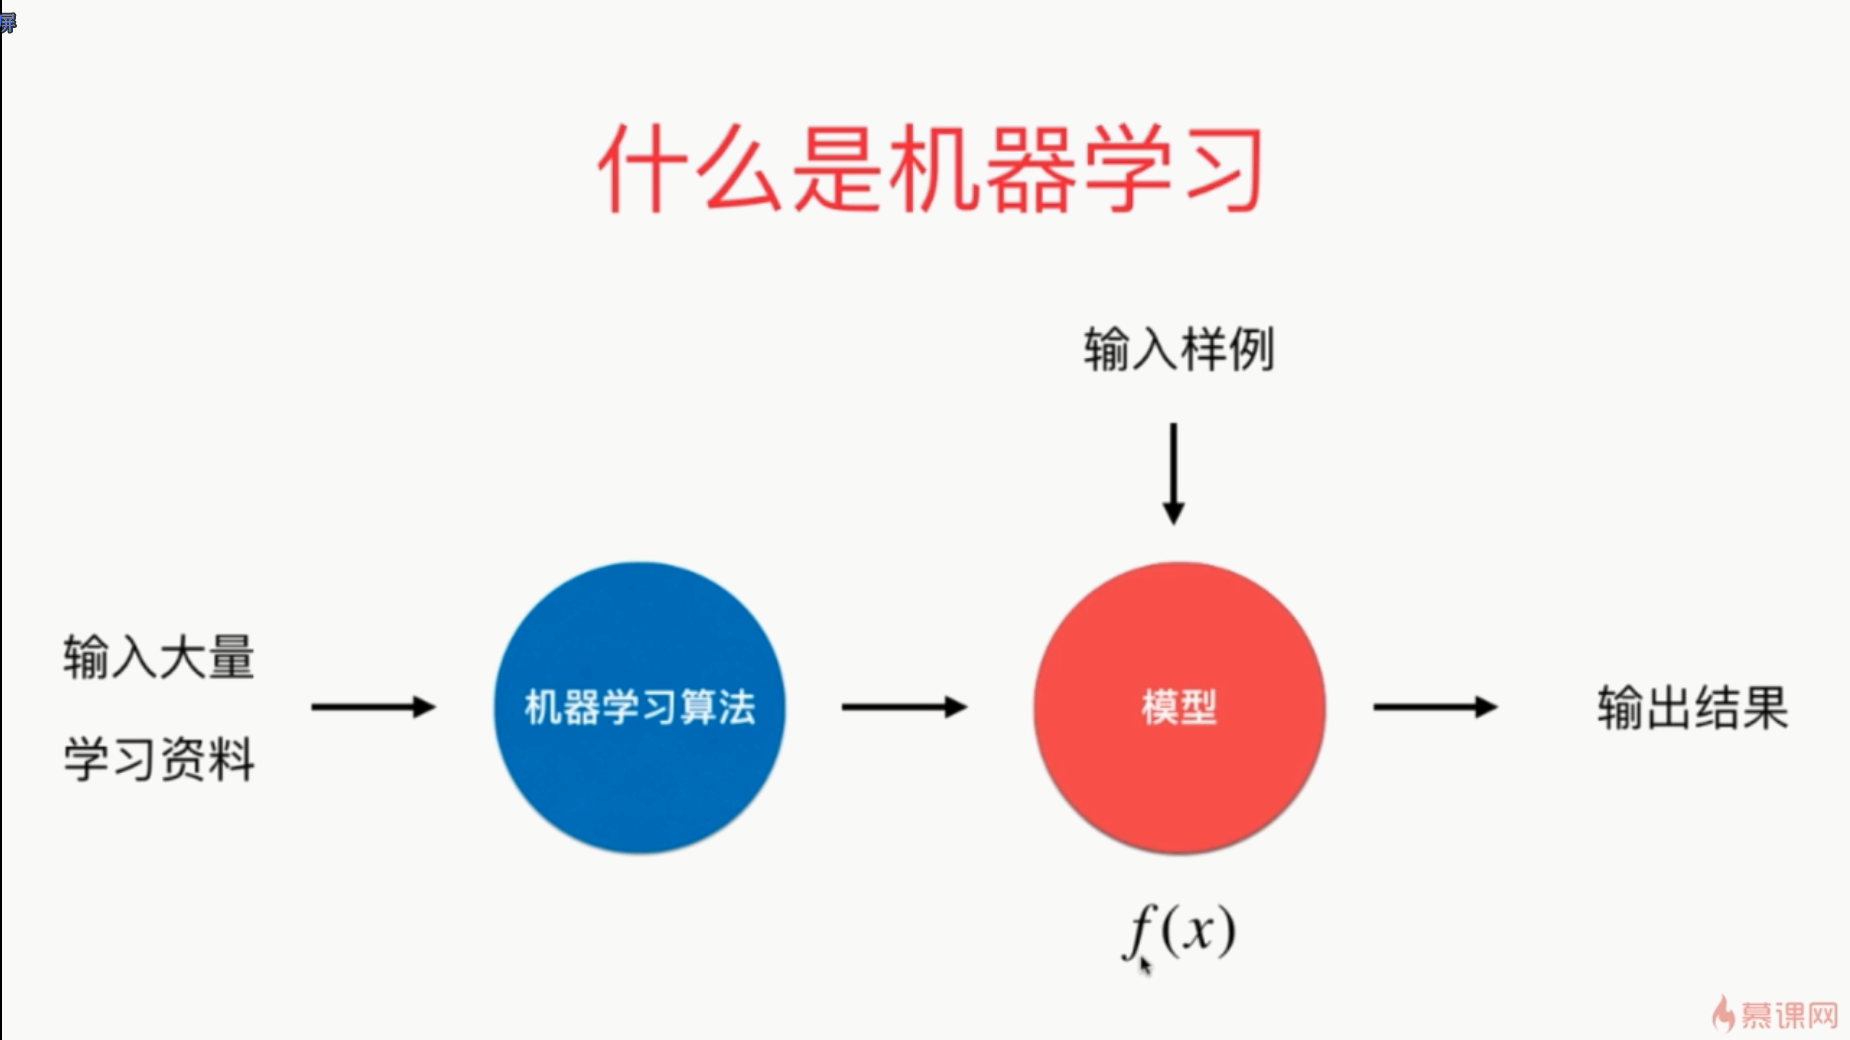 屏
什么是机器学习
输入样例
输入大量
学习资料
机器学习算法
模型
输出结果
f(x)
慕课网